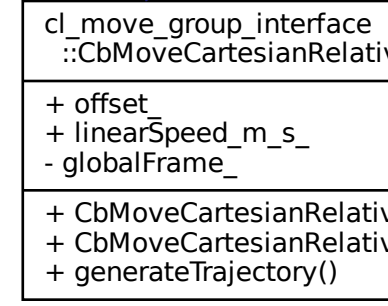 cl_move_group_interface
::CbMoveCartesianRelativ
+ offset_
+ linearSpeed_m_s_
- globalFrame_
+ CbMoveCartesianRelativ
+ CbMoveCartesianRelativ
+ generateTrajectory()